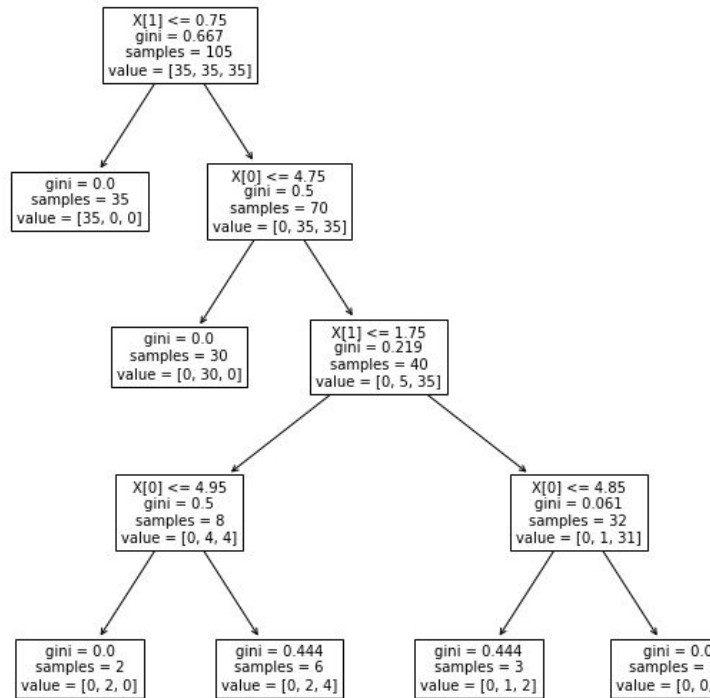 X[1] <= 0.75
gini = 0.667
samples = 105
value = [35, 35, 35]
gini = 0.0
samples = 35
value = [35, 0, 0]
X[0] <= 4.75
gini = 0.5
samples = 70
value = [0, 35, 35]
gini = 0.0
samples = 30
value = [0, 30, 0]
X[1] <= 1.75
gini = 0.219
samples = 40
value = [0, 5, 35]
X[0] <= 4.95
gini = 0.5
samples = 8
value = [0, 4, 4]
X[0] <= 4.85
gini = 0.061
samples = 32
value = [0, 1, 31]
gini = 0.0
samples = 2
value = [0, 2, 0]
gini = 0.444
samples = 6
value = [0, 2, 4]
gini = 0.444
samples = 3
value = [0, 1, 2]
gini = 0.0
samples =
value = [0, 0,